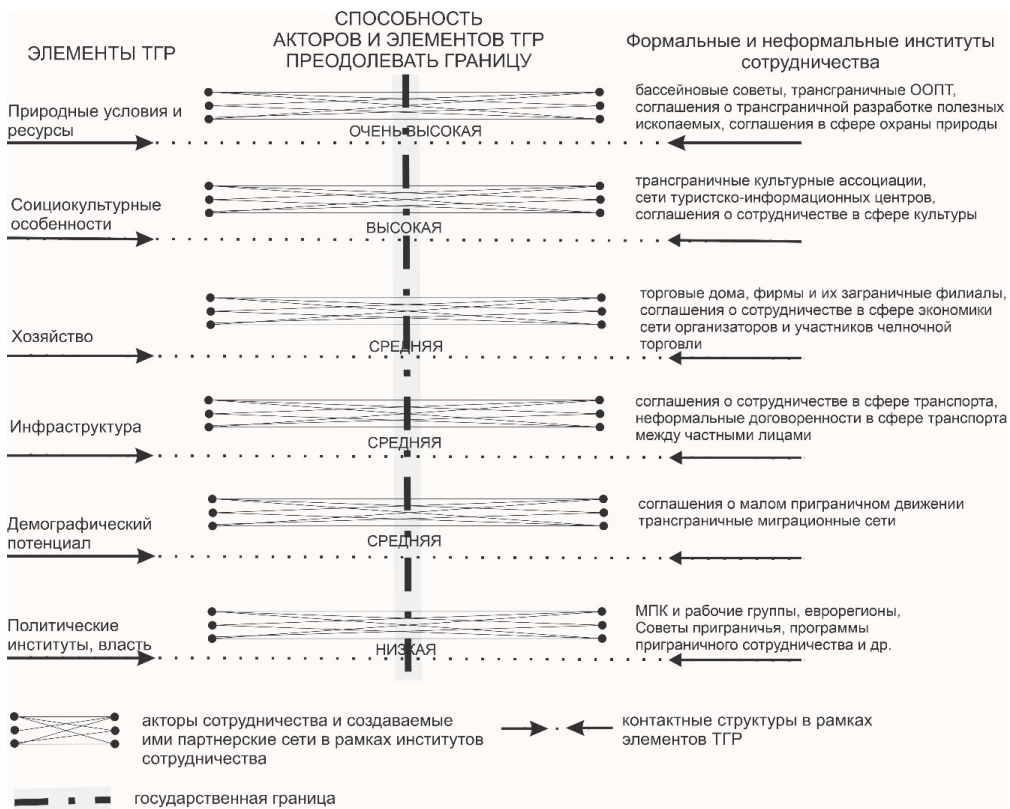 ЭЛЕМЕНТЫ ТГР
СПОСОБНОСТЬ
АКТОРОВ И ЭЛЕМЕНТОВ ТГР
ПРЕОДОЛЕВАТЬ ГРАНИЦУ
Формальные и неформальные институты
сотрудничества
Природные условия и
ресурсы
ОЧЕНЬ ВЫСОКАЯ
бассейновые советы, трансграничные ООПТ,
соглашения о трансграничной разработке полезных
ископаемых, соглашения в сфере охраны природы
Соициокультурные
особенности
ВЫСОКАЯ
трансграничные культурные ассоциации,
сети туристско-информационных центров,
соглашения о сотрудничестве в сфере культуры
Хозяйство
СРЕДНЯЯ
торговые дома, фирмы и их заграничные филиалы,
соглашения о сотрудничестве в сфере экономики
сети организаторов и участников челночной
торговли
Инфраструктура
СРЕДНЯЯ
соглашения о сотрудничестве в сфере транспорта,
неформальные договоренности в сфере транспорта
между частными лицами
Демографический
потенциал
СРЕДНЯЯ
соглашения о малом приграничном движении
трансграничные миграционные сети
Политические
институты, власть
НИЗКАЯ
МПК и рабочие группы, еврорегионы,
Советы приграничья, программы
приграничного сотрудничества и др.
акторы сотрудничества и создаваемые
ими партнерские сети в рамках институтов
сотрудничества
контактные структуры в рамках
элементов ТГР
государственная граница